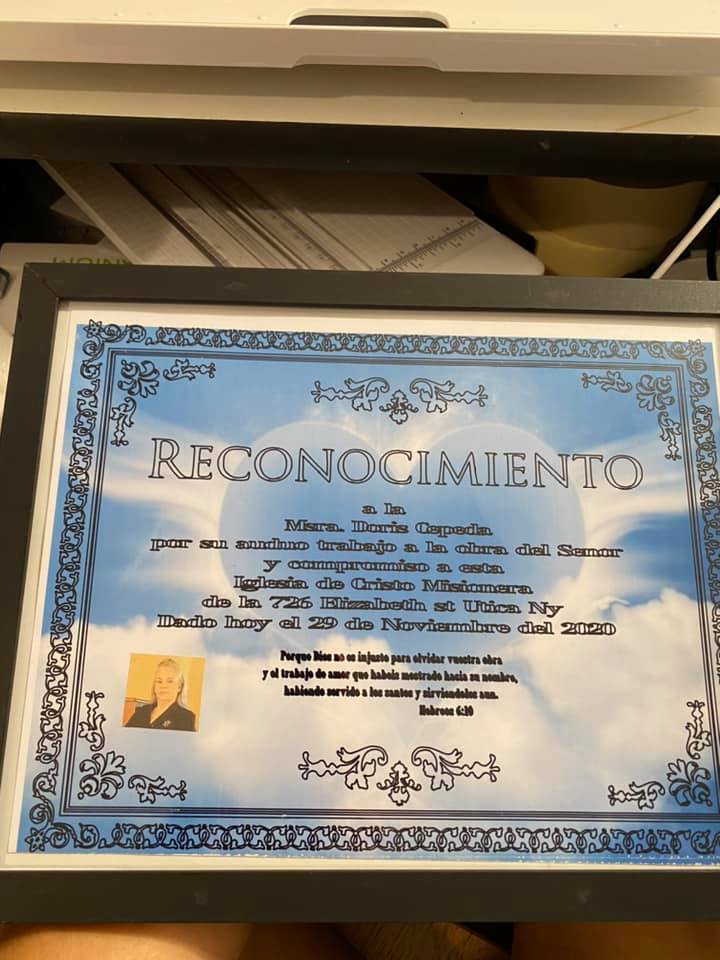 RECONOCIMIENTO
a la
Msra. Doris Cepeda
por su auduo trabajo a la obra del Senor
y compromiso a esta
Iglesia de Cristo Misionera
de la 726 Elizabeth st Utica Ny
Dado hoy el 29 de Noviembre del 2020
Porque Dios no es injusto para olvidar vuestra obra
y el trabajo de amor que habeis mostrado hacia su nombre,
habiendo servido a los santos y sirviendoles aun.
Hebreos 6:10